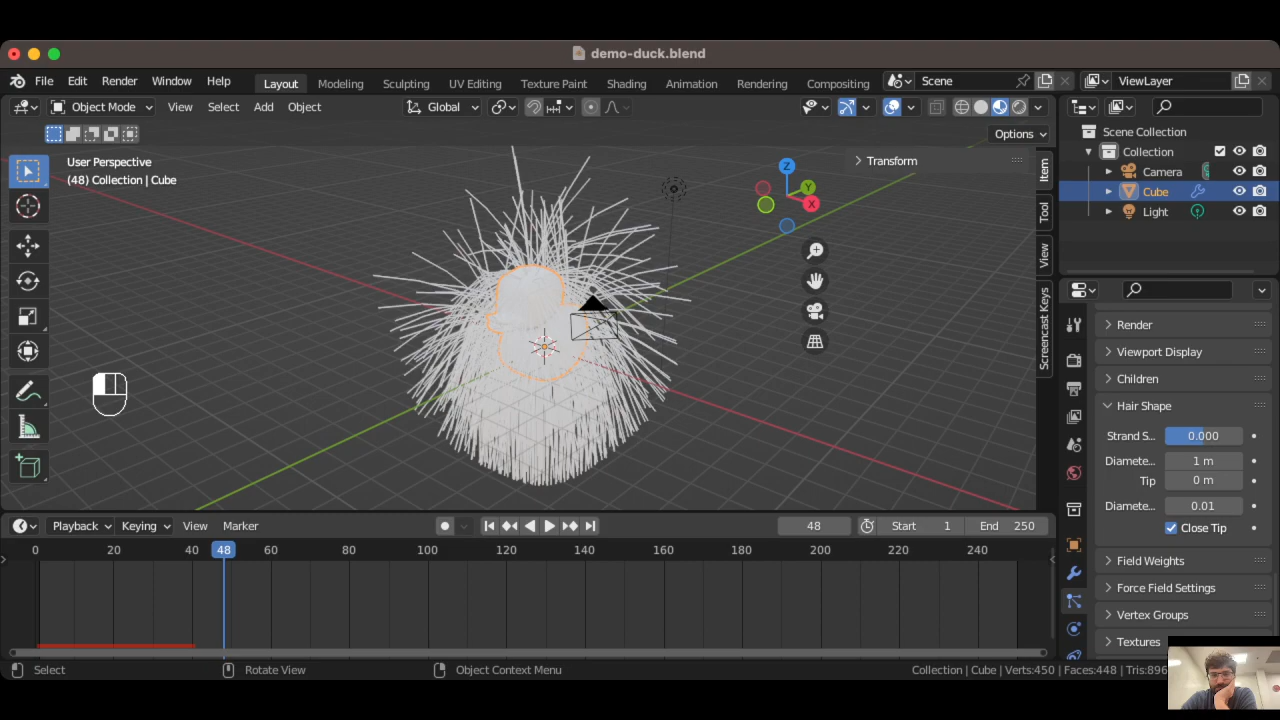 demo-duck.blend
File Edit Render Window Help Layout Modeling Sculpting UV Editing Texture Paint Shading Animation Rendering Compositing Scene ViewLayer
Object Mode View Select Add Object Global
Options
User Perspective
(48) Collection | Cube
Transform
Z
Y
X
Item
Tool
View
Screencast Keys
Scene Collection
Collection
Camera
Cube
Light
Render
Viewport Display
Children
Hair Shape
Strand S... 0.000
Diamete... 1 m
Tip 0 m
Diamete... 0.01
Close Tip
Field Weights
Force Field Settings
Vertex Groups
Textures
Playback Keying View Marker 48 Start 1 End 250
0 20 40 48 60 80 100 120 140 160 180 200 220 240
Select Rotate View Object Context Menu Collection | Cube | Verts:450 | Faces:448 | Tris:896